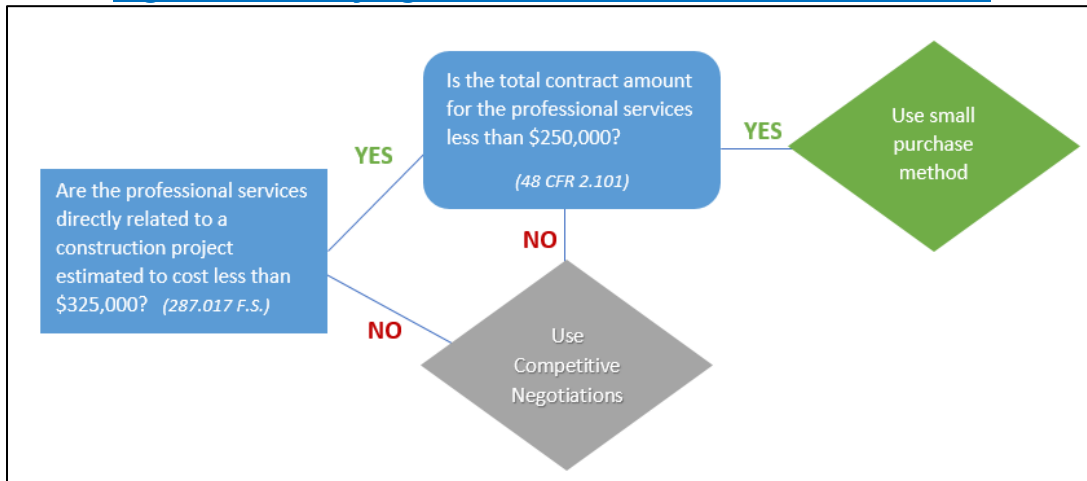 Is the total contract amount
for the professional services
less than $250,000?
(48 CFR 2.101)
YES
Use small
purchase
method
YES
Are the professional services
directly related to a
construction project
estimated to cost less than
$325,000? (287.017 F.S.)
NO
NO
Use
Competitive
Negotiations